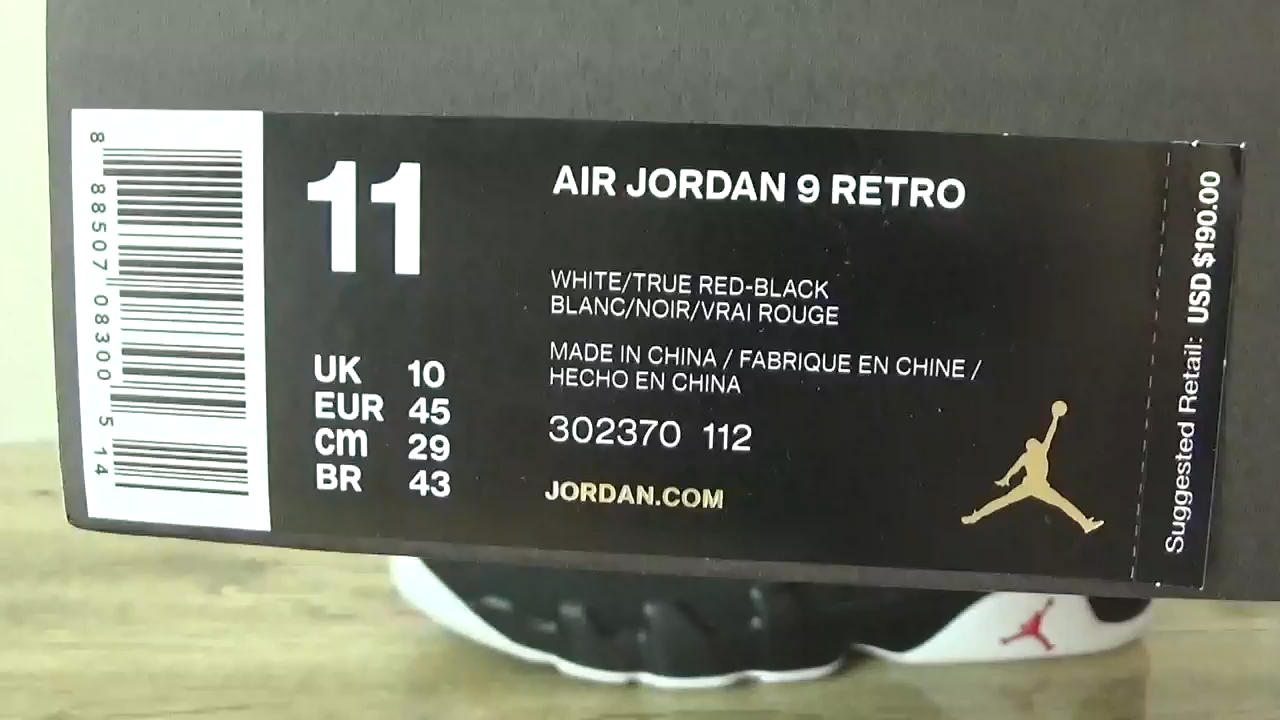 8 88507 08300 5 14
11
UK 10
EUR 45
cm 29
BR 43
AIR JORDAN 9 RETRO
WHITE/TRUE RED-BLACK
BLANC/NOIR/VRAI ROUGE
MADE IN CHINA / FABRIQUE EN CHINE /
HECHO EN CHINA
302370 112
JORDAN.COM
Suggested Retail: USD $190.00